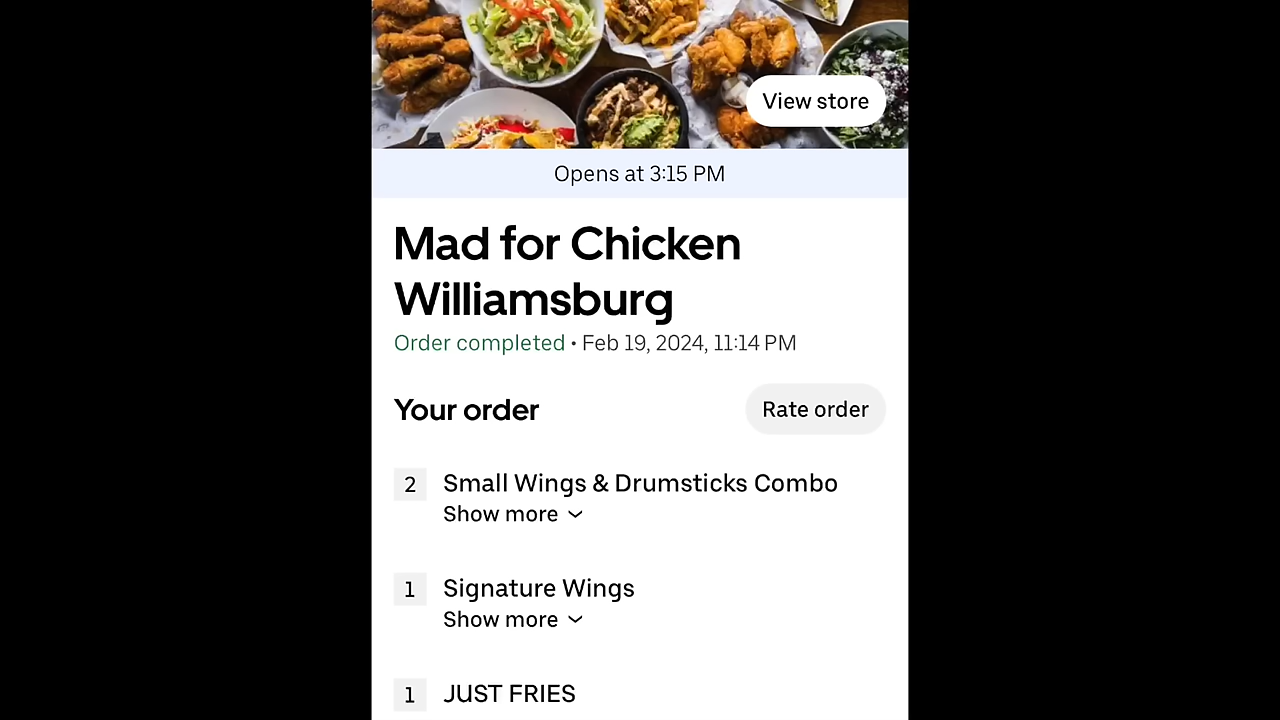 View store
Opens at 3:15 PM
Mad for Chicken
Williamsburg
Order completed • Feb 19, 2024, 11:14 PM
Your order
Rate order
2 Small Wings & Drumsticks Combo
Show more
1 Signature Wings
Show more
1 JUST FRIES